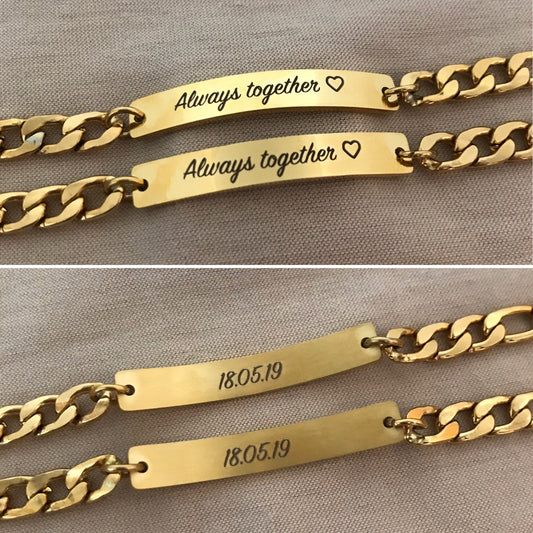 Always together ♡
Always together ♡
18.05.19
18.05.19